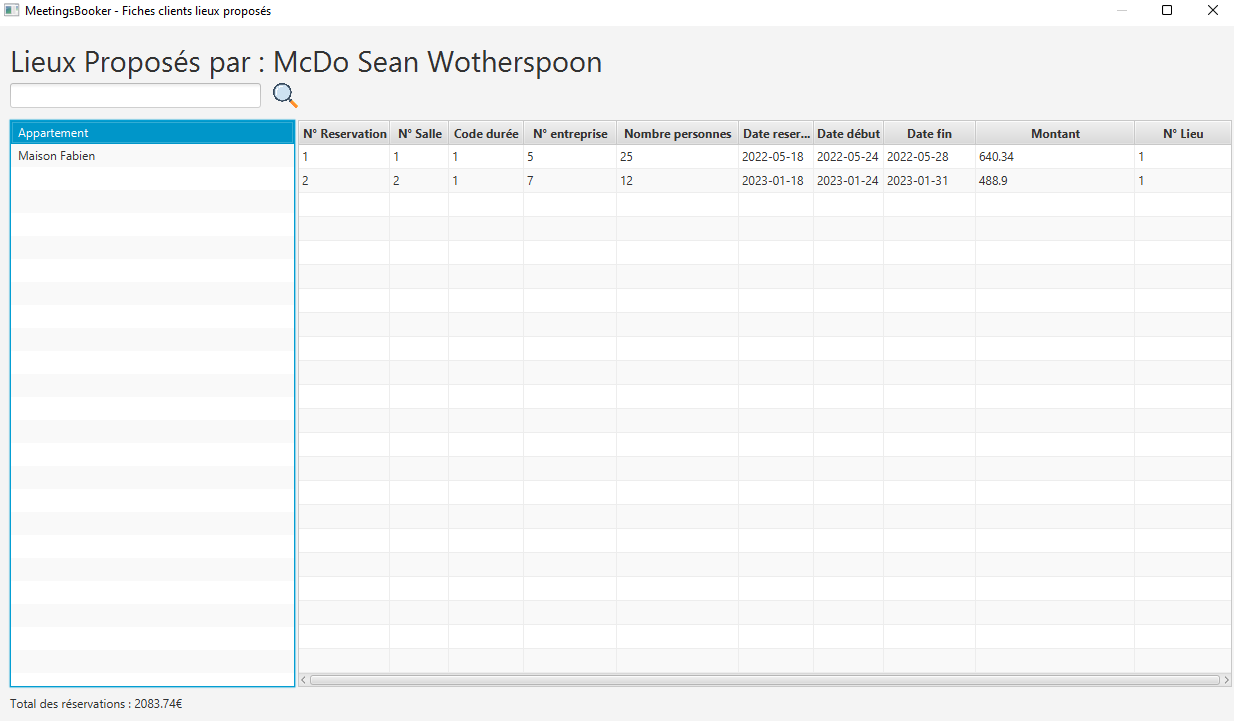 MeetingsBooker - Fiches clients lieux proposés
Lieux Proposés par : McDo Sean Wotherspoon
Appartement
Maison Fabien
N° Reservation N° Salle Code durée N° entreprise Nombre personnes Date reser... Date début Date fin Montant N° Lieu
1 1 1 5 25 2022-05-18 2022-05-24 2022-05-28 640.34 1
2 2 1 7 12 2023-01-18 2023-01-24 2023-01-31 488.9 1
Total des réservations : 2083.74€